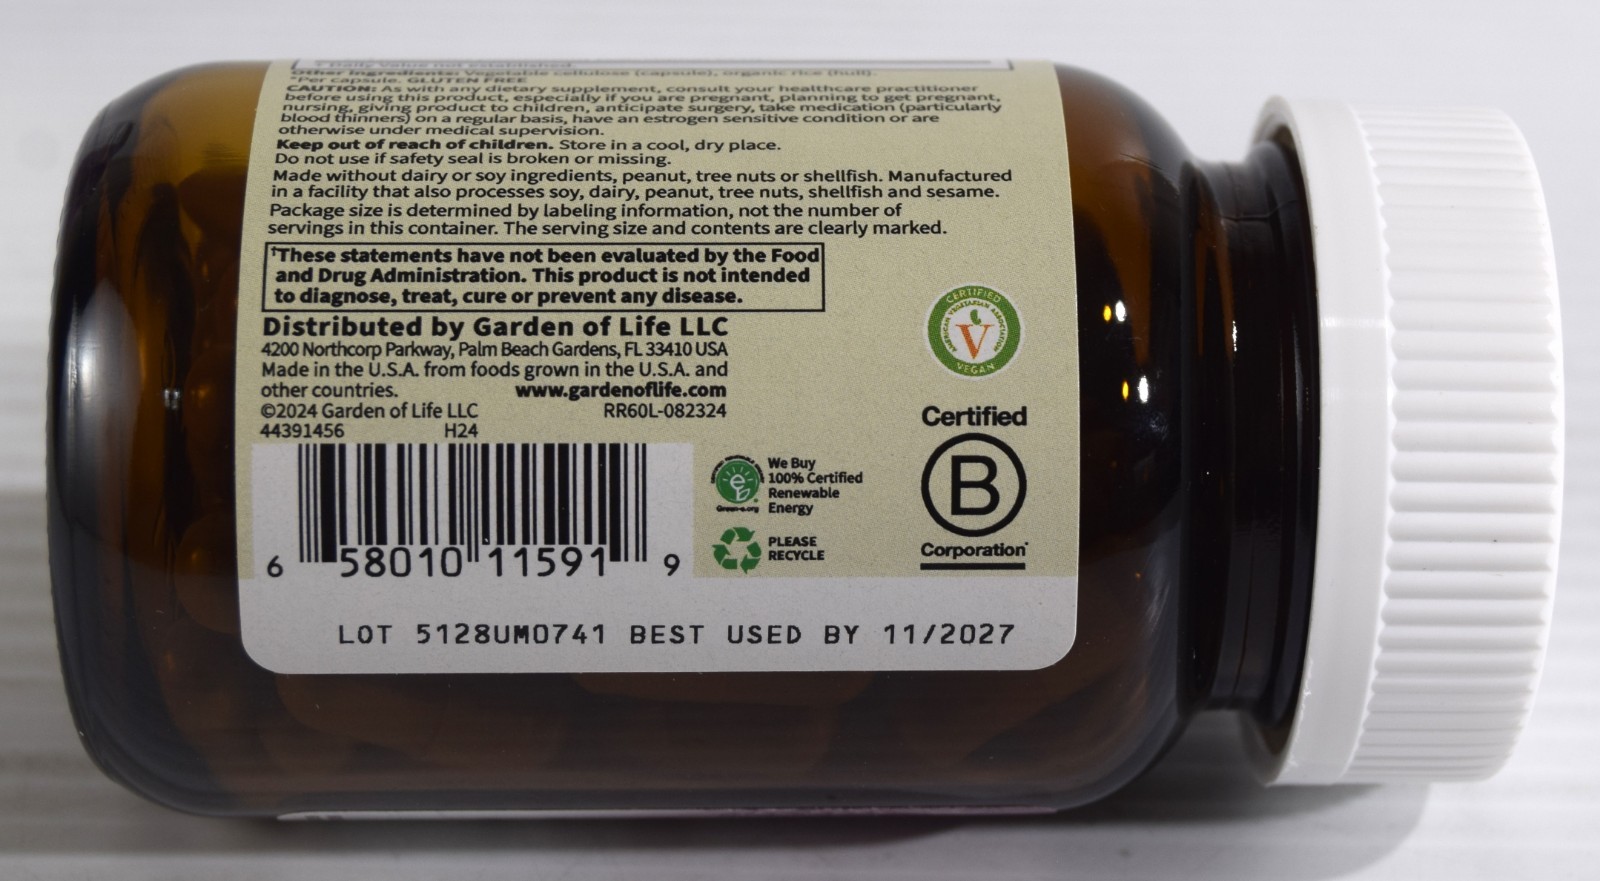 † Daily Value not established.
Other ingredients: Vegetable cellulose (capsule), organic rice (hull).
*Per capsule. GLUTEN FREE
CAUTION: As with any dietary supplement, consult your healthcare practitioner
before using this product, especially if you are pregnant, planning to get pregnant,
nursing, giving product to children, anticipate surgery, take medication (particularly
blood thinners) on a regular basis, have an estrogen sensitive condition or are
otherwise under medical supervision.
Keep out of reach of children. Store in a cool, dry place.
Do not use if safety seal is broken or missing.
Made without dairy or soy ingredients, peanut, tree nuts or shellfish. Manufactured
in a facility that also processes soy, dairy, peanut, tree nuts, shellfish and sesame.
Package size is determined by labeling information, not the number of
servings in this container. The serving size and contents are clearly marked.
†These statements have not been evaluated by the Food
and Drug Administration. This product is not intended
to diagnose, treat, cure or prevent any disease.
Distributed by Garden of Life LLC
4200 Northcorp Parkway, Palm Beach Gardens, FL 33410 USA
Made in the U.S.A. from foods grown in the U.S.A. and
other countries. www.gardenoflife.com
©2024 Garden of Life LLC RR60L-082324
44391456 H24
6 58010 11591 9
We Buy
100% Certified
Renewable
Energy
Green-e.org
PLEASE
RECYCLE
CERTIFIED
AMERICAN VEGETARIAN ASSOCIATION
V
VEGAN
Certified
B
Corporation
LOT 5128UM0741 BEST USED BY 11/2027